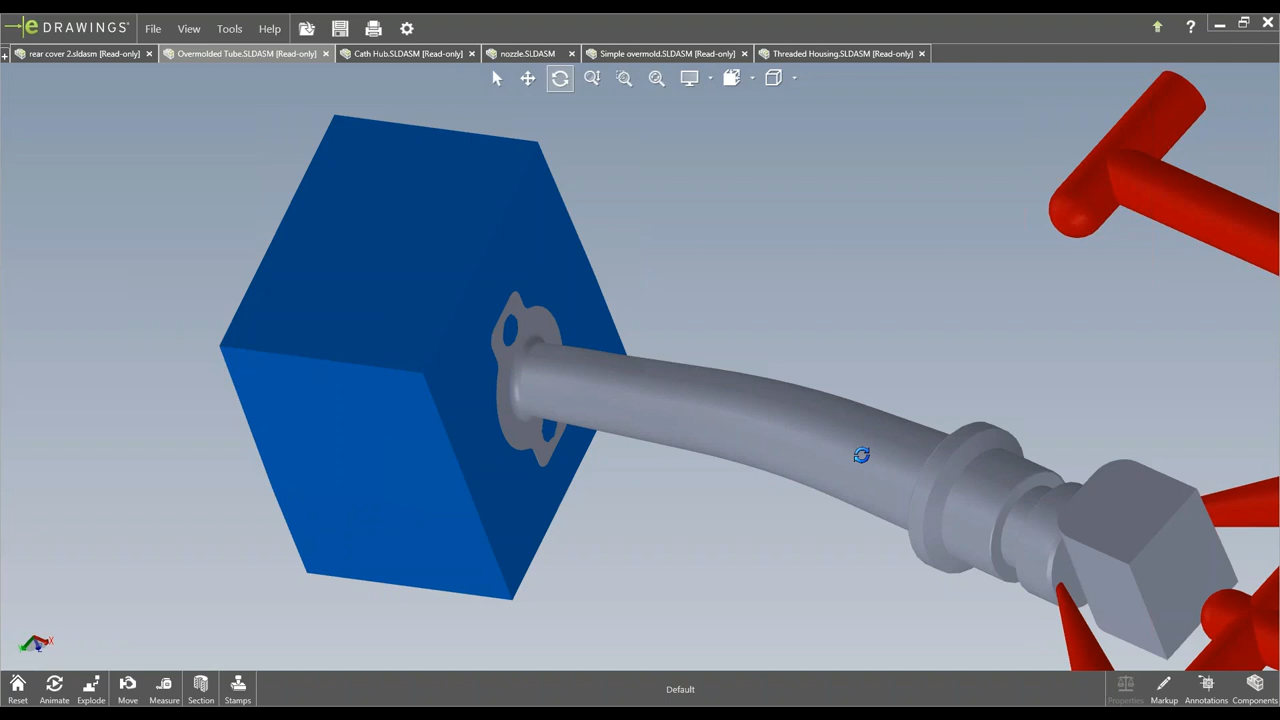 eDRAWINGS® File View Tools Help ?
rear cover 2.sldasm [Read-only] Overmolded Tube.SLDASM [Read-only] Cath Hub.SLDASM [Read-only] nozzle.SLDASM Simple overmold.SLDASM [Read-only] Threaded Housing.SLDASM [Read-only]
X
Reset Animate Explode Move Measure Section Stamps Default Properties Markup Annotations Components